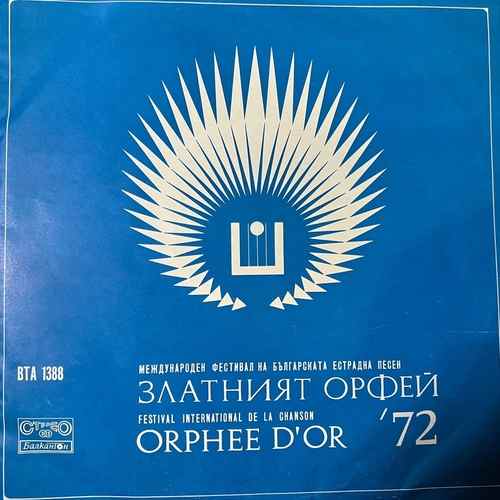 МЕЖДУНАРОДЕН ФЕСТИВАЛ НА БЪЛГАРСКАТА ЕСТРАДНА ПЕСЕН
ВТА 1388
ЗЛАТНИЯТ ОРФЕЙ
FESTIVAL INTERNATIONAL DE LA CHANSON
ORPHEE D'OR '72
СТЕРЕО
Балкантон